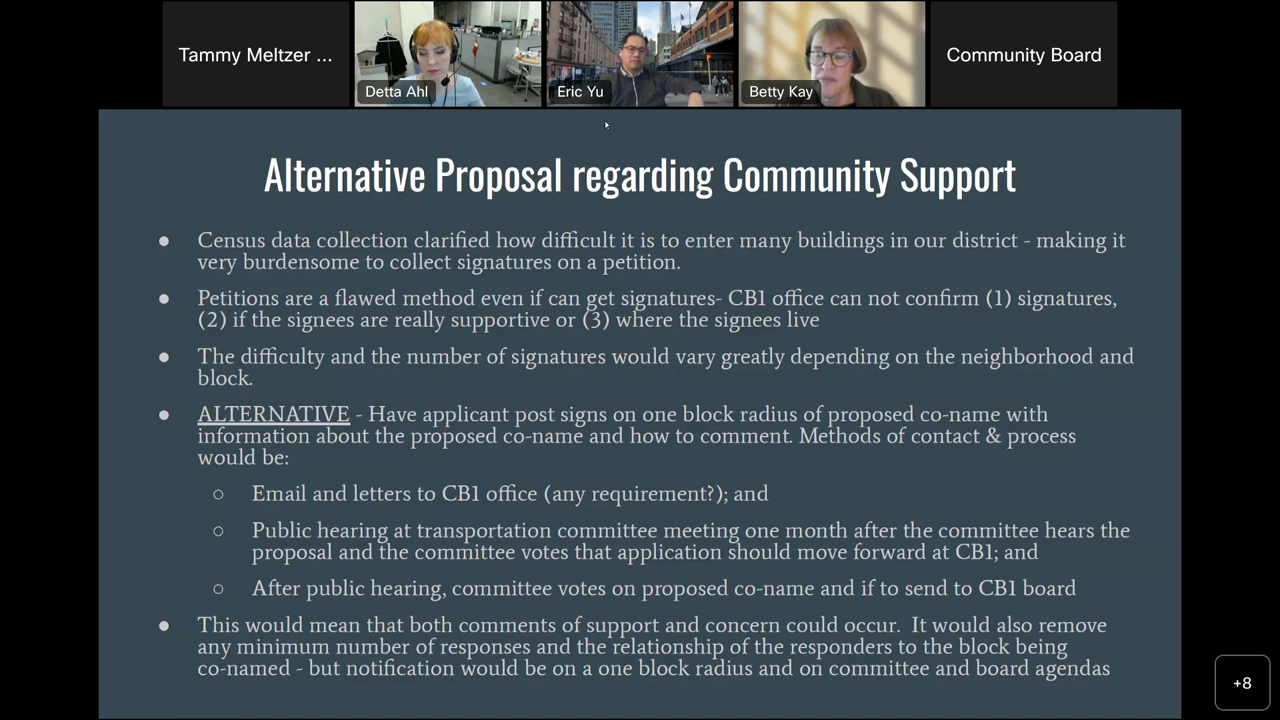 Tammy Meltzer ...
Detta Ahl
Eric Yu
Betty Kay
Community Board
Alternative Proposal regarding Community Support
● Census data collection clarified how difficult it is to enter many buildings in our district - making it
very burdensome to collect signatures on a petition.
● Petitions are a flawed method even if can get signatures- CB1 office can not confirm (1) signatures,
(2) if the signees are really supportive or (3) where the signees live
● The difficulty and the number of signatures would vary greatly depending on the neighborhood and
block.
● ALTERNATIVE - Have applicant post signs on one block radius of proposed co-name with
information about the proposed co-name and how to comment. Methods of contact & process
would be:
○ Email and letters to CB1 office (any requirement?); and
○ Public hearing at transportation committee meeting one month after the committee hears the
proposal and the committee votes that application should move forward at CB1; and
○ After public hearing, committee votes on proposed co-name and if to send to CB1 board
● This would mean that both comments of support and concern could occur.  It would also remove
any minimum number of responses and the relationship of the responders to the block being
co-named - but notification would be on a one block radius and on committee and board agendas
+8